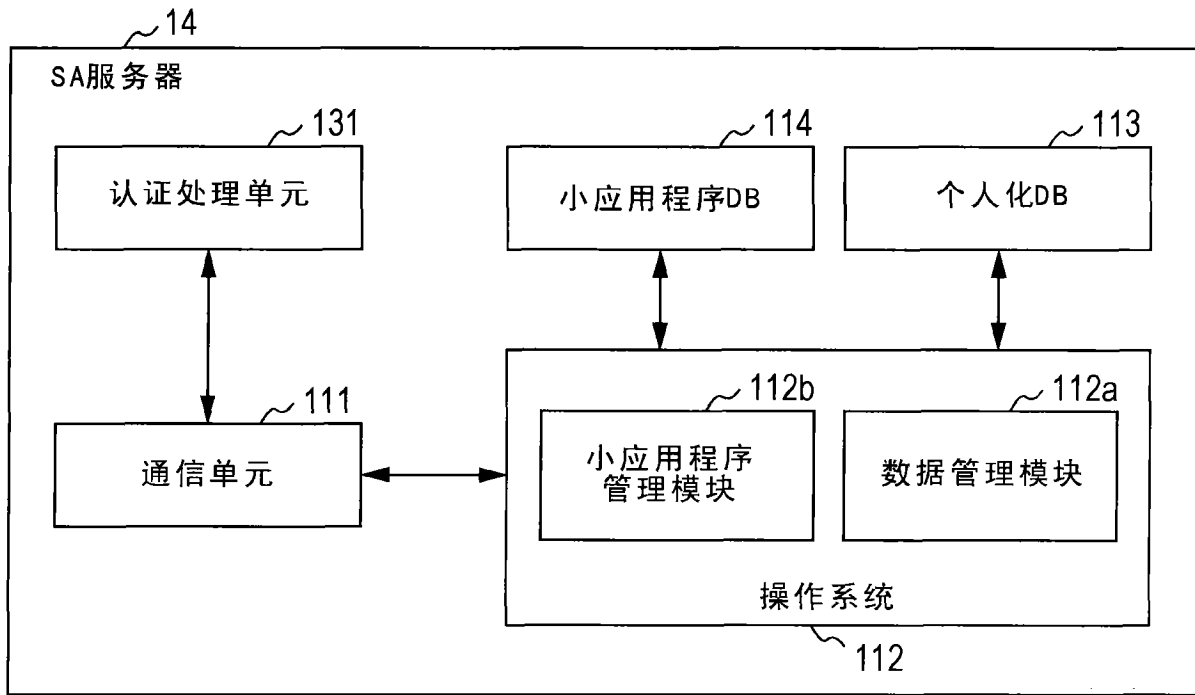 14
SA服务器
131
认证处理单元
114
小应用程序DB
113
个人化DB
111
通信单元
112b
小应用程序
管理模块
112a
数据管理模块
操作系统
112